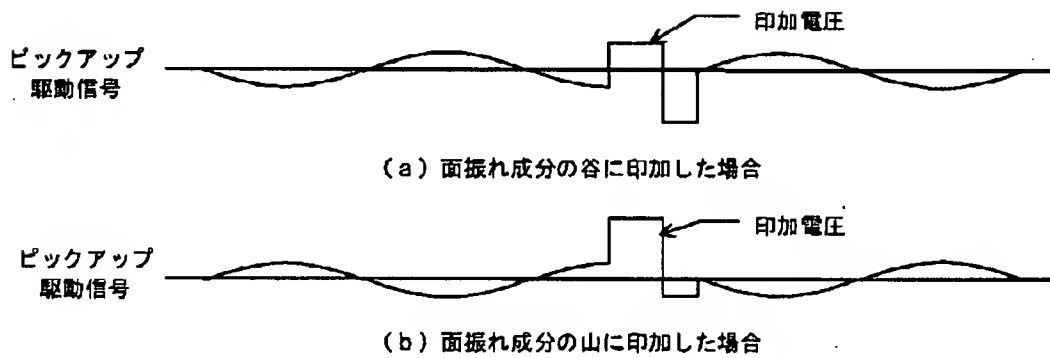 印加電圧
ピックアップ
駆動信号
(a)面振れ成分の谷に印加した場合
印加電圧
ピックアップ
駆動信号
(b)面振れ成分の山に印加した場合